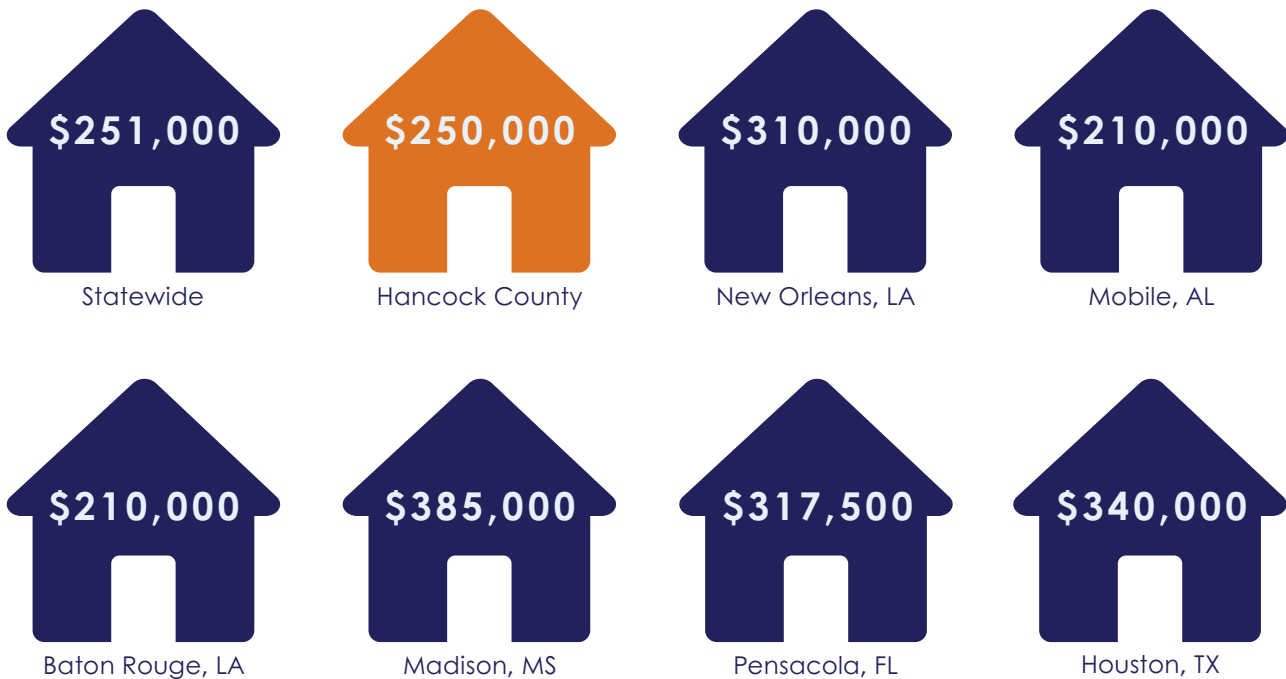 $251,000
Statewide
$250,000
Hancock County
$310,000
New Orleans, LA
$210,000
Mobile, AL
$210,000
Baton Rouge, LA
$385,000
Madison, MS
$317,500
Pensacola, FL
$340,000
Houston, TX